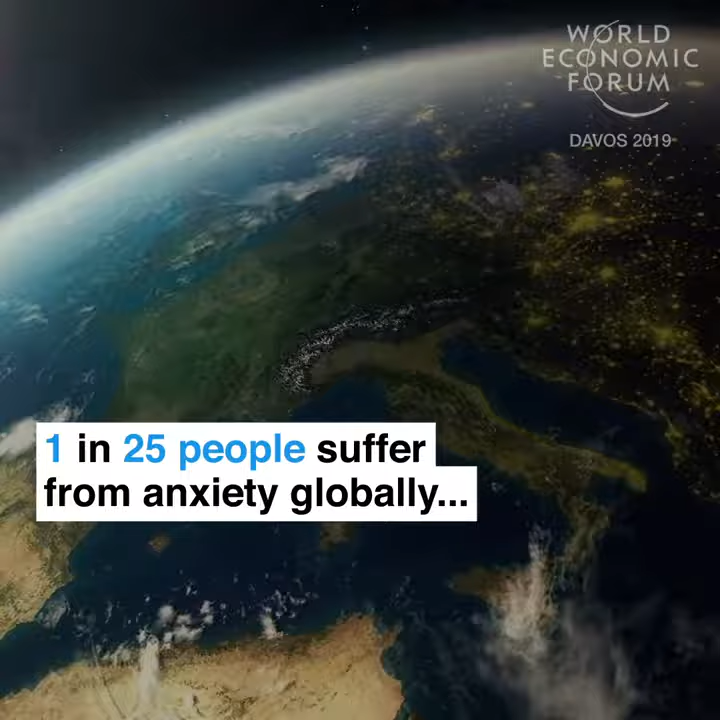 WORLD
ECONOMIC
FORUM
DAVOS 2019
1 in 25 people suffer
from anxiety globally...